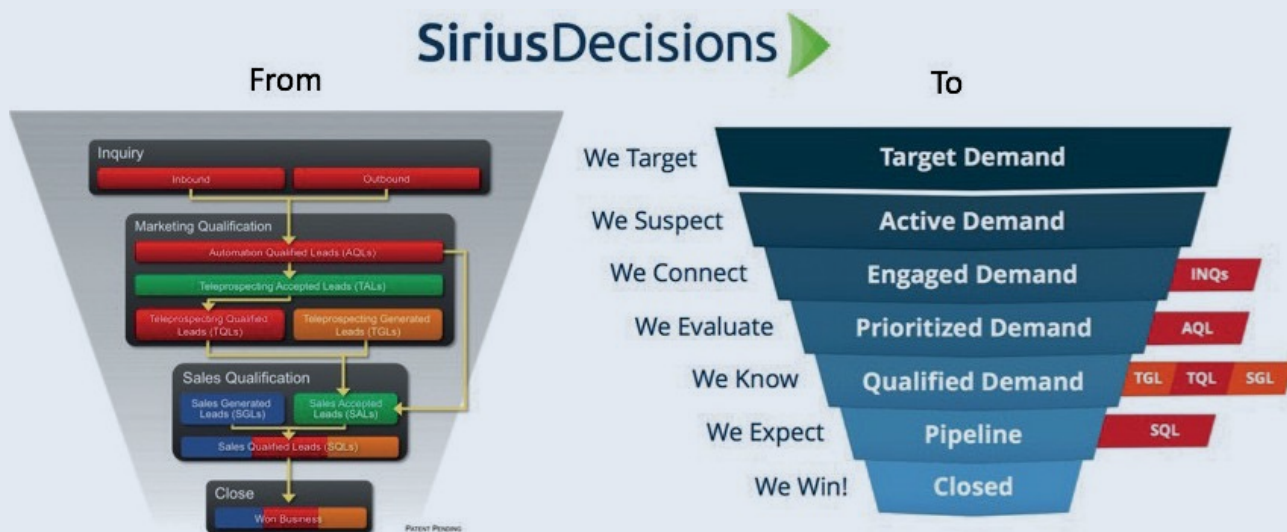 SiriusDecisions
From
To
Inquiry
Inbound
Outbound
Marketing Qualification
Automation Qualified Leads (AQLs)
Teleprospecting Accepted Leads (TALs)
Teleprospecting Qualified
Leads (TQLs)
Teleprospecting Generated
Leads (TGLs)
Sales Qualification
Sales Generated
Leads (SGLs)
Sales Accepted
Leads (SALs)
Sales Qualified Leads (SQLs)
Close
Won Business
PATENT PENDING
We Target
Target Demand
We Suspect
Active Demand
We Connect
Engaged Demand
INQs
We Evaluate
Prioritized Demand
AQL
We Know
Qualified Demand
TGL
TQL
SGL
We Expect
Pipeline
SQL
We Win!
Closed